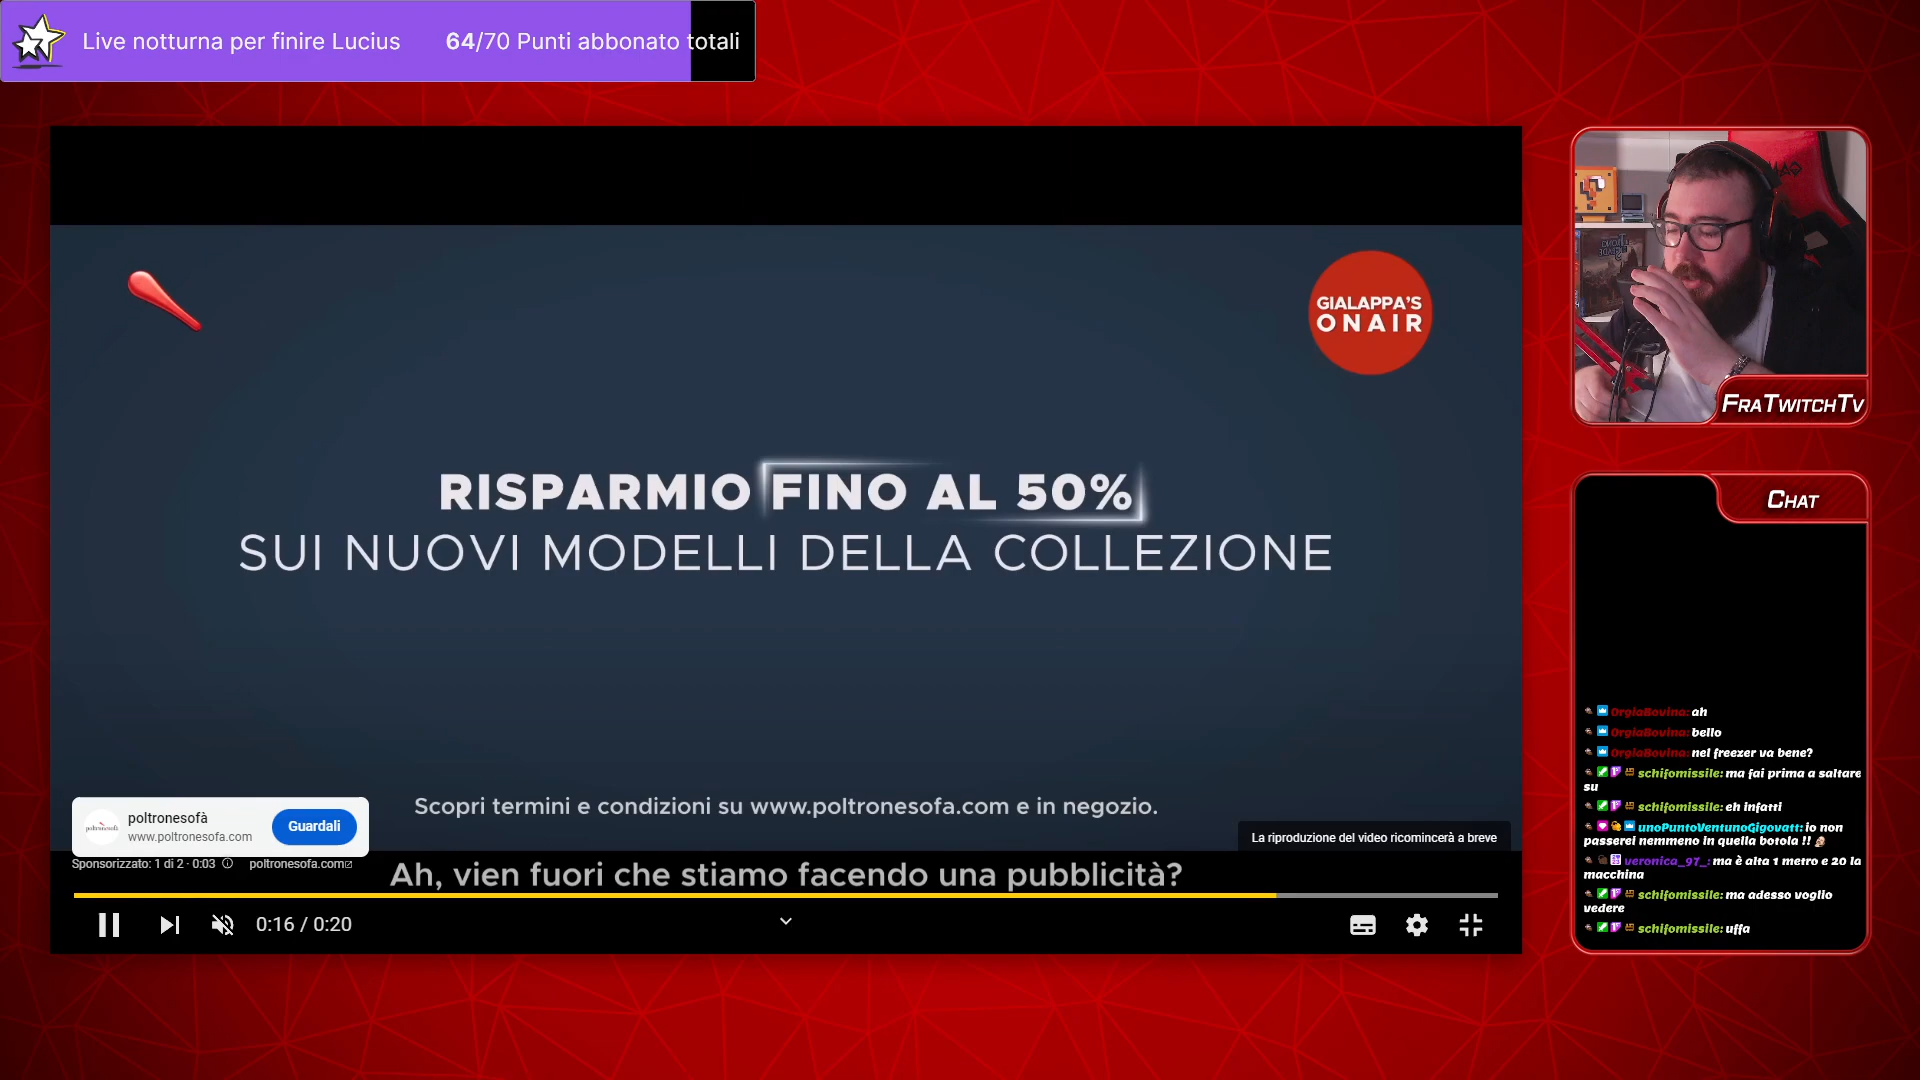 Live notturna per finire Lucius 64/70 Punti abbonato totali
GIALAPPA'S
ONAIR
RISPARMIO FINO AL 50%
SUI NUOVI MODELLI DELLA COLLEZIONE
Scopri termini e condizioni su www.poltronesofa.com e in negozio.
poltronesofà
www.poltronesofa.com
Guardali
La riproduzione del video ricomincerà a breve
Sponsorizzato: 1 di 2 · 0:03 poltronesofa.com
Ah, vien fuori che stiamo facendo una pubblicità?
0:16 / 0:20
FRATWITCHTV
CHAT
OrgiaBovina: ah
OrgiaBovina: bello
OrgiaBovina: nel freezer va bene?
schifomissile: ma fai prima a saltare
su
schifomissile: eh infatti
unoPuntoVentunoGigovatt: io non
passerei nemmeno in quella botola !!
veronica_97_: ma è alta 1 metro e 20 la
macchina
schifomissile: ma adesso voglio
vedere
schifomissile: uffa